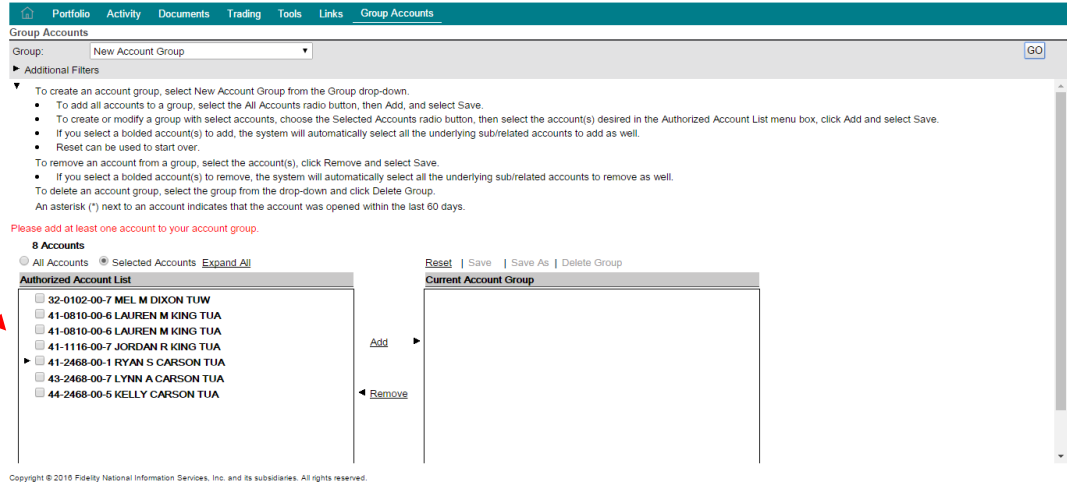 Portfolio Activity Documents Trading Tools Links Group Accounts
Group Accounts
Group: New Account Group GO
Additional Filters
To create an account group, select New Account Group from the Group drop-down.
• To add all accounts to a group, select the All Accounts radio button, then Add, and select Save.
• To create or modify a group with select accounts, choose the Selected Accounts radio button, then select the account(s) desired in the Authorized Account List menu box, click Add and select Save.
• If you select a bolded account(s) to add, the system will automatically select all the underlying sub/related accounts to add as well.
• Reset can be used to start over.
To remove an account from a group, select the account(s), click Remove and select Save.
• If you select a bolded account(s) to remove, the system will automatically select all the underlying sub/related accounts to remove as well.
To delete an account group, select the group from the drop-down and click Delete Group.
An asterisk (*) next to an account indicates that the account was opened within the last 60 days.
Please add at least one account to your account group.
8 Accounts
All Accounts Selected Accounts Expand All Reset | Save | Save As | Delete Group
Authorized Account List Current Account Group
32-0102-00-7 MEL M DIXON TUW
41-0810-00-6 LAUREN M KING TUA
41-0810-00-6 LAUREN M KING TUA
41-1116-00-7 JORDAN R KING TUA
Add
41-2468-00-1 RYAN S CARSON TUA
43-2468-00-7 LYNN A CARSON TUA
44-2468-00-5 KELLY CARSON TUA
Remove
Copyright © 2016 Fidelity National Information Services, Inc. and its subsidiaries. All rights reserved.